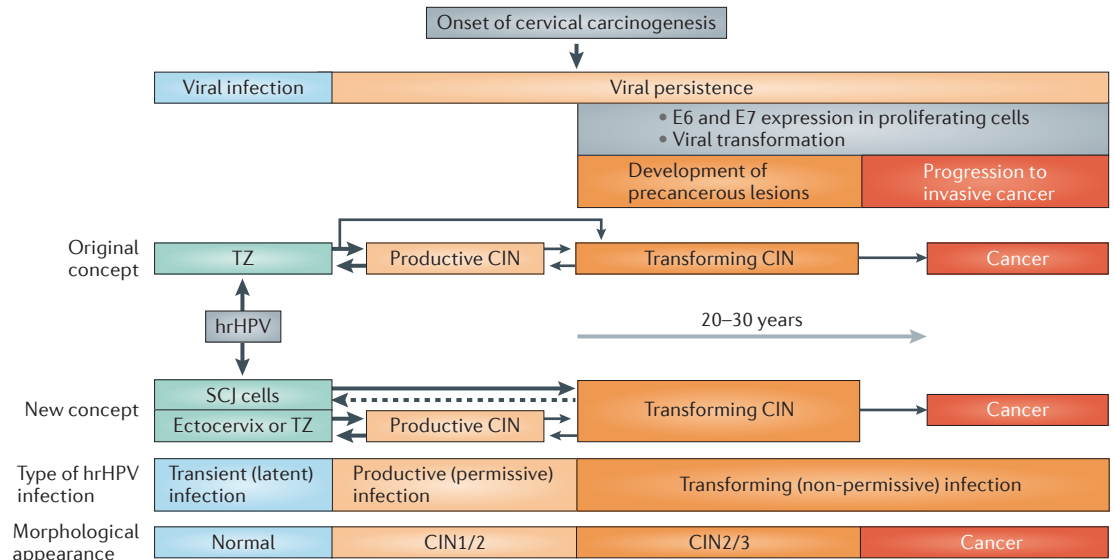 Onset of cervical carcinogenesis
Viral infection
Viral persistence
• E6 and E7 expression in proliferating cells
• Viral transformation
Development of
precancerous lesions
Progression to
invasive cancer
Original
concept
TZ
Productive CIN
Transforming CIN
Cancer
hrHPV
20–30 years
New concept
SCJ cells
Ectocervix or TZ
Productive CIN
Transforming CIN
Cancer
Type of hrHPV
infection
Transient (latent)
infection
Productive (permissive)
infection
Transforming (non-permissive) infection
Morphological
appearance
Normal
CIN1/2
CIN2/3
Cancer